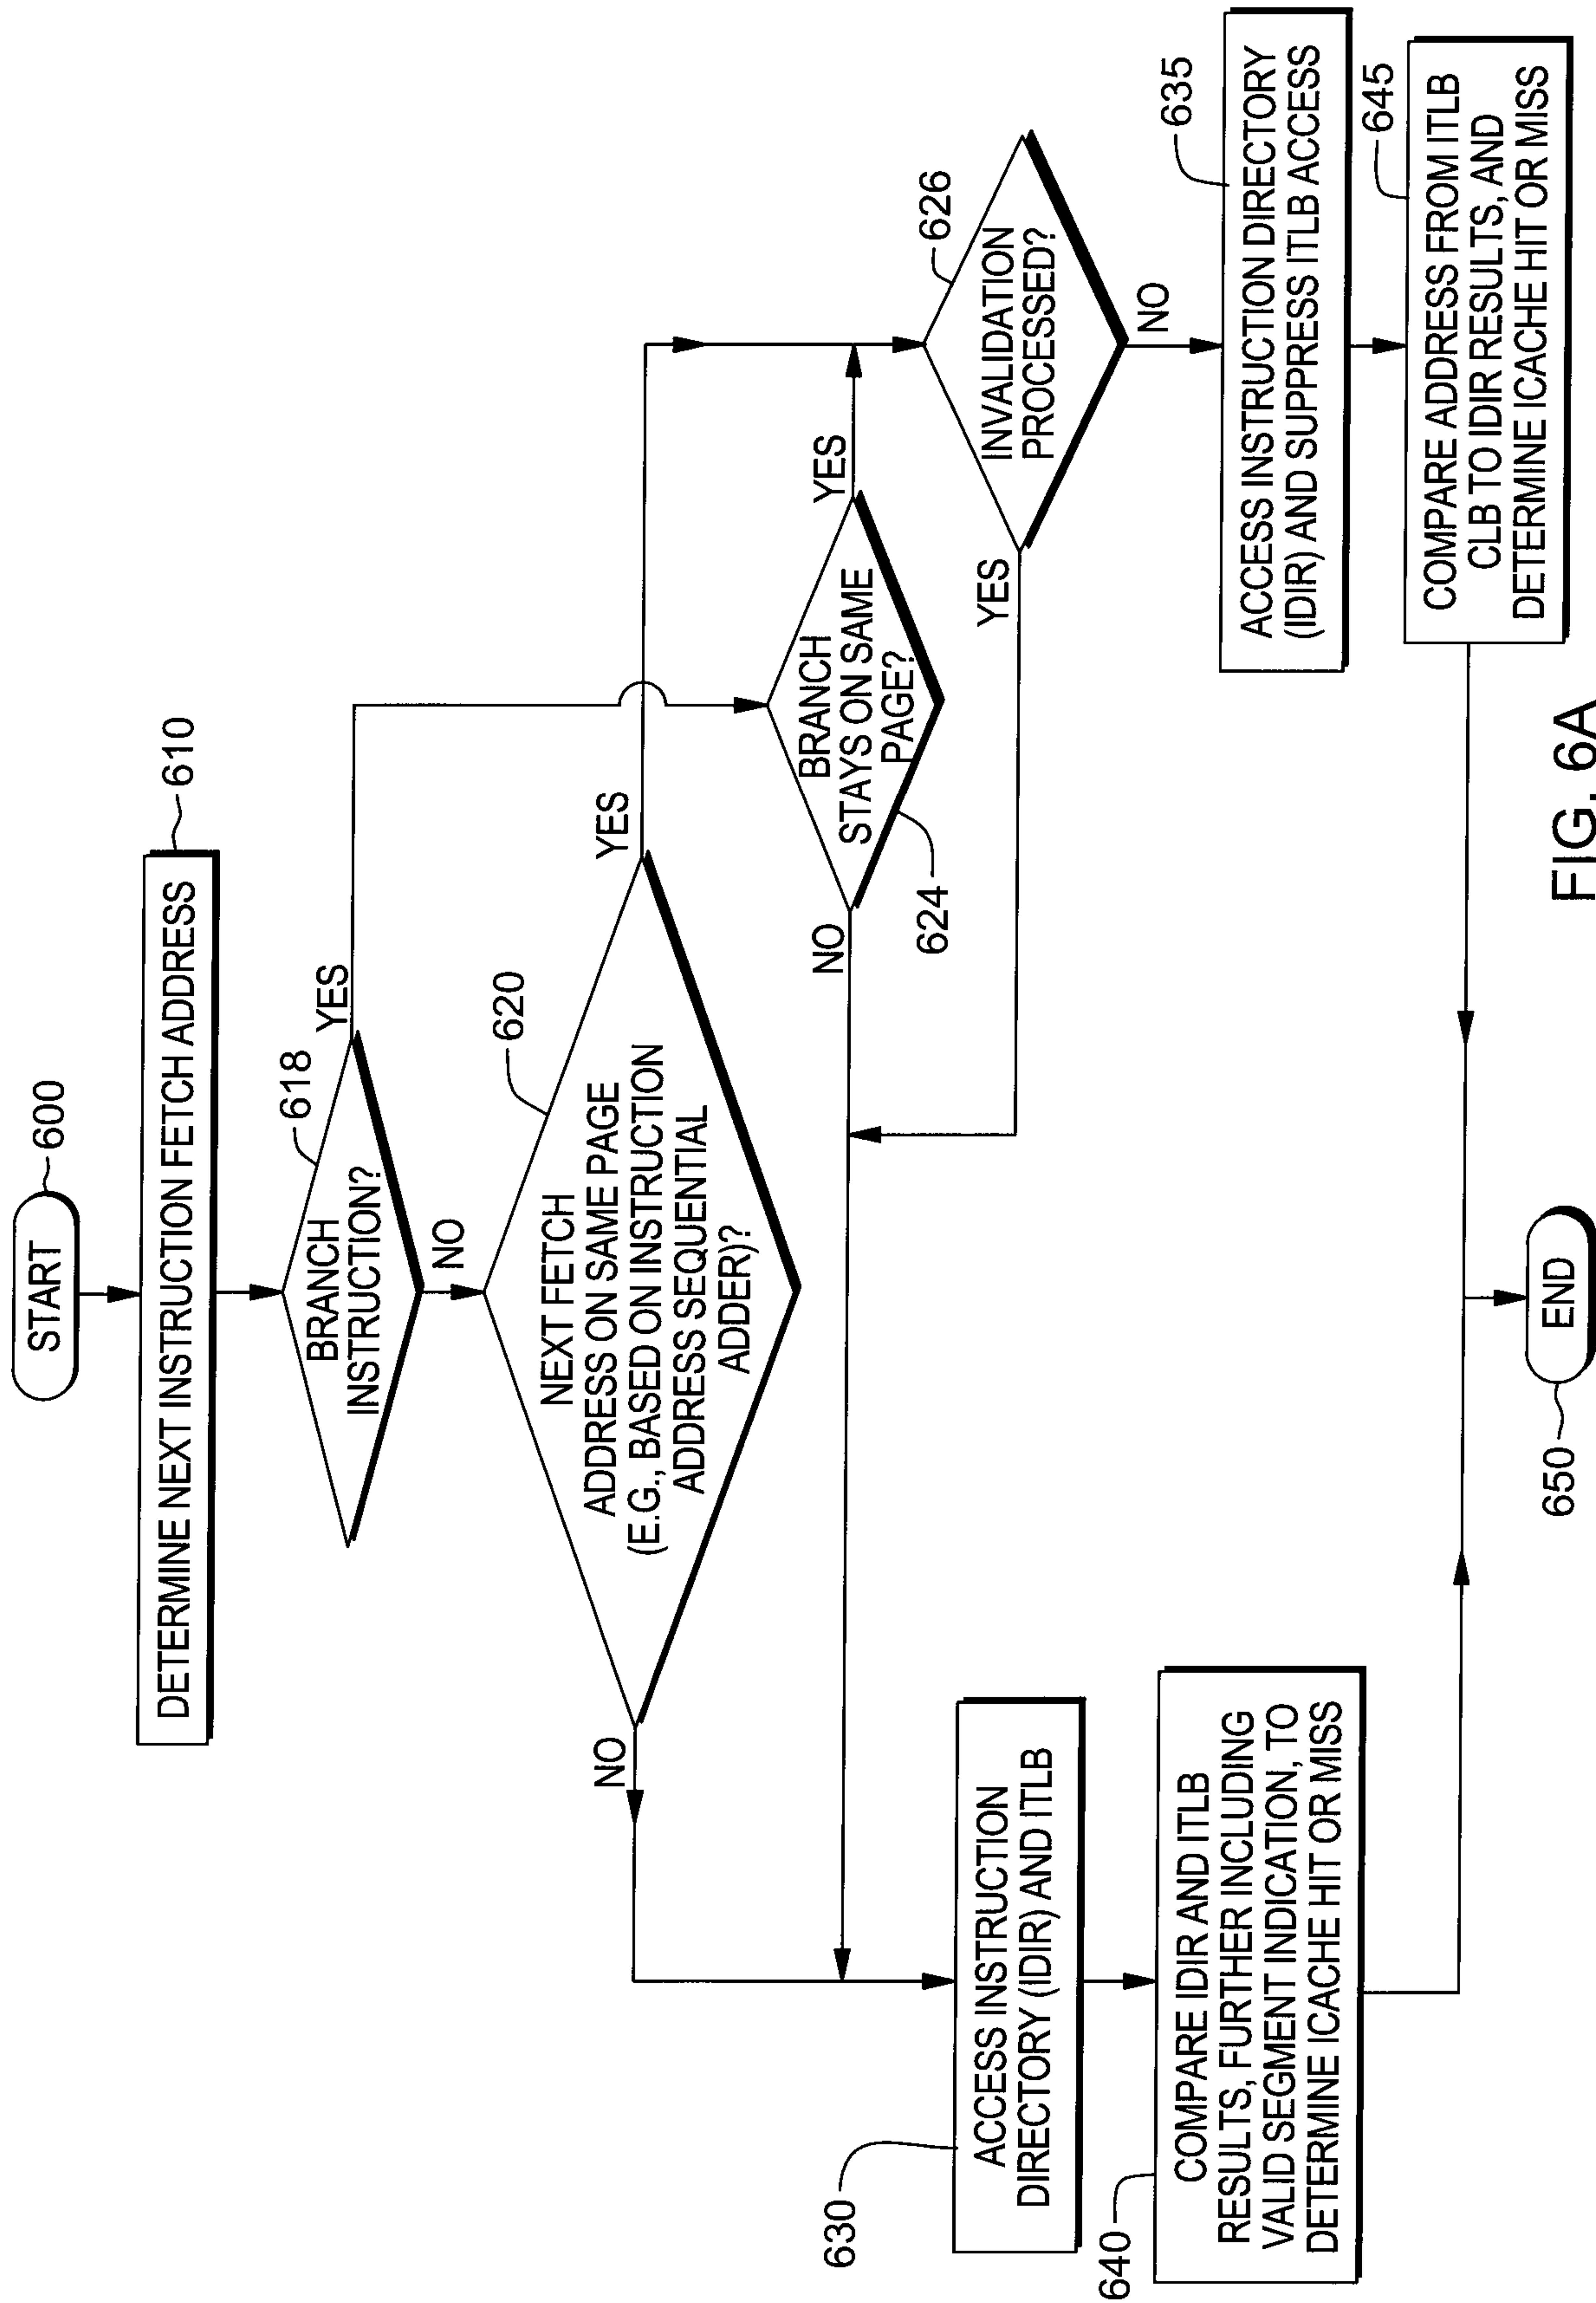 START
600
DETERMINE NEXT INSTRUCTION FETCH ADDRESS
610
BRANCH
INSTRUCTION?
618
YES
NO
NEXT FETCH
ADDRESS ON SAME PAGE
(E.G., BASED ON INSTRUCTION
ADDRESS SEQUENTIAL
ADDER)?
620
YES
NO
BRANCH
STAYS ON SAME
PAGE?
624
YES
NO
INVALIDATION
PROCESSED?
626
YES
NO
ACCESS INSTRUCTION
DIRECTORY (IDIR) AND ITLB
630
ACCESS INSTRUCTION DIRECTORY
(IDIR) AND SUPPRESS ITLB ACCESS
635
COMPARE IDIR AND ITLB
RESULTS, FURTHER INCLUDING
VALID SEGMENT INDICATION, TO
DETERMINE ICACHE HIT OR MISS
640
COMPARE ADDRESS FROM ITLB
CLB TO IDIR RESULTS, AND
DETERMINE ICACHE HIT OR MISS
645
END
650
FIG. 6A